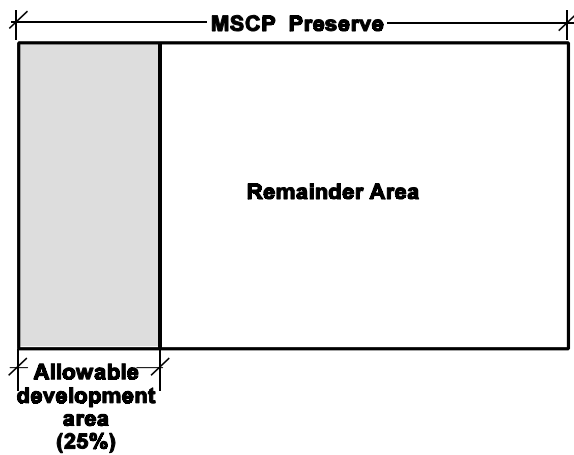 MSCP Preserve
Remainder Area
Allowable
development
area
(25%)